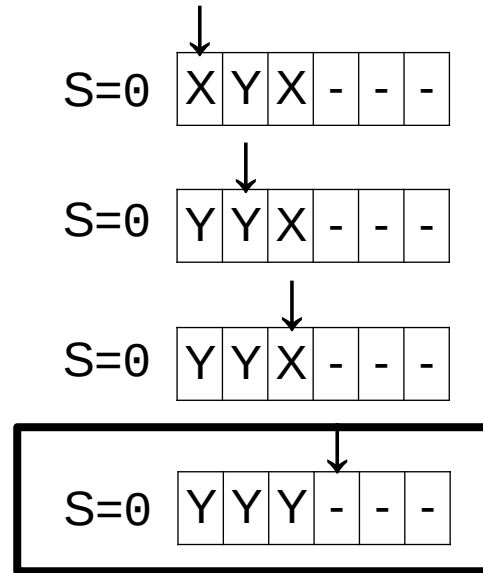 S=0 X Y X - - -
S=0 Y Y X - - -
S=0 Y Y X - - -
S=0 Y Y Y - - -